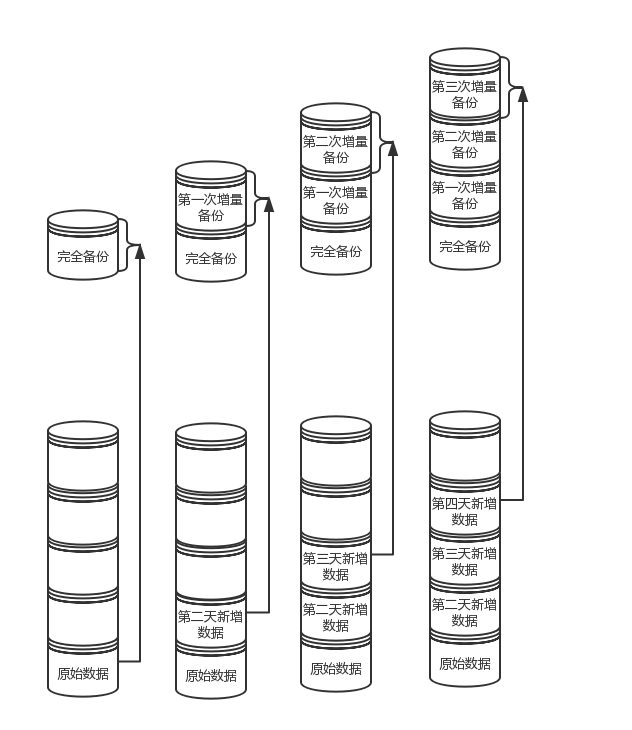 完全备份
原始数据
第一次增量
备份
完全备份
第二天新增
数据
原始数据
第二次增量
备份
第一次增量
备份
完全备份
第三天新增
数据
第二天新增
数据
原始数据
第三次增量
备份
第二次增量
备份
第一次增量
备份
完全备份
第四天新增
数据
第三天新增
数据
第二天新增
数据
原始数据